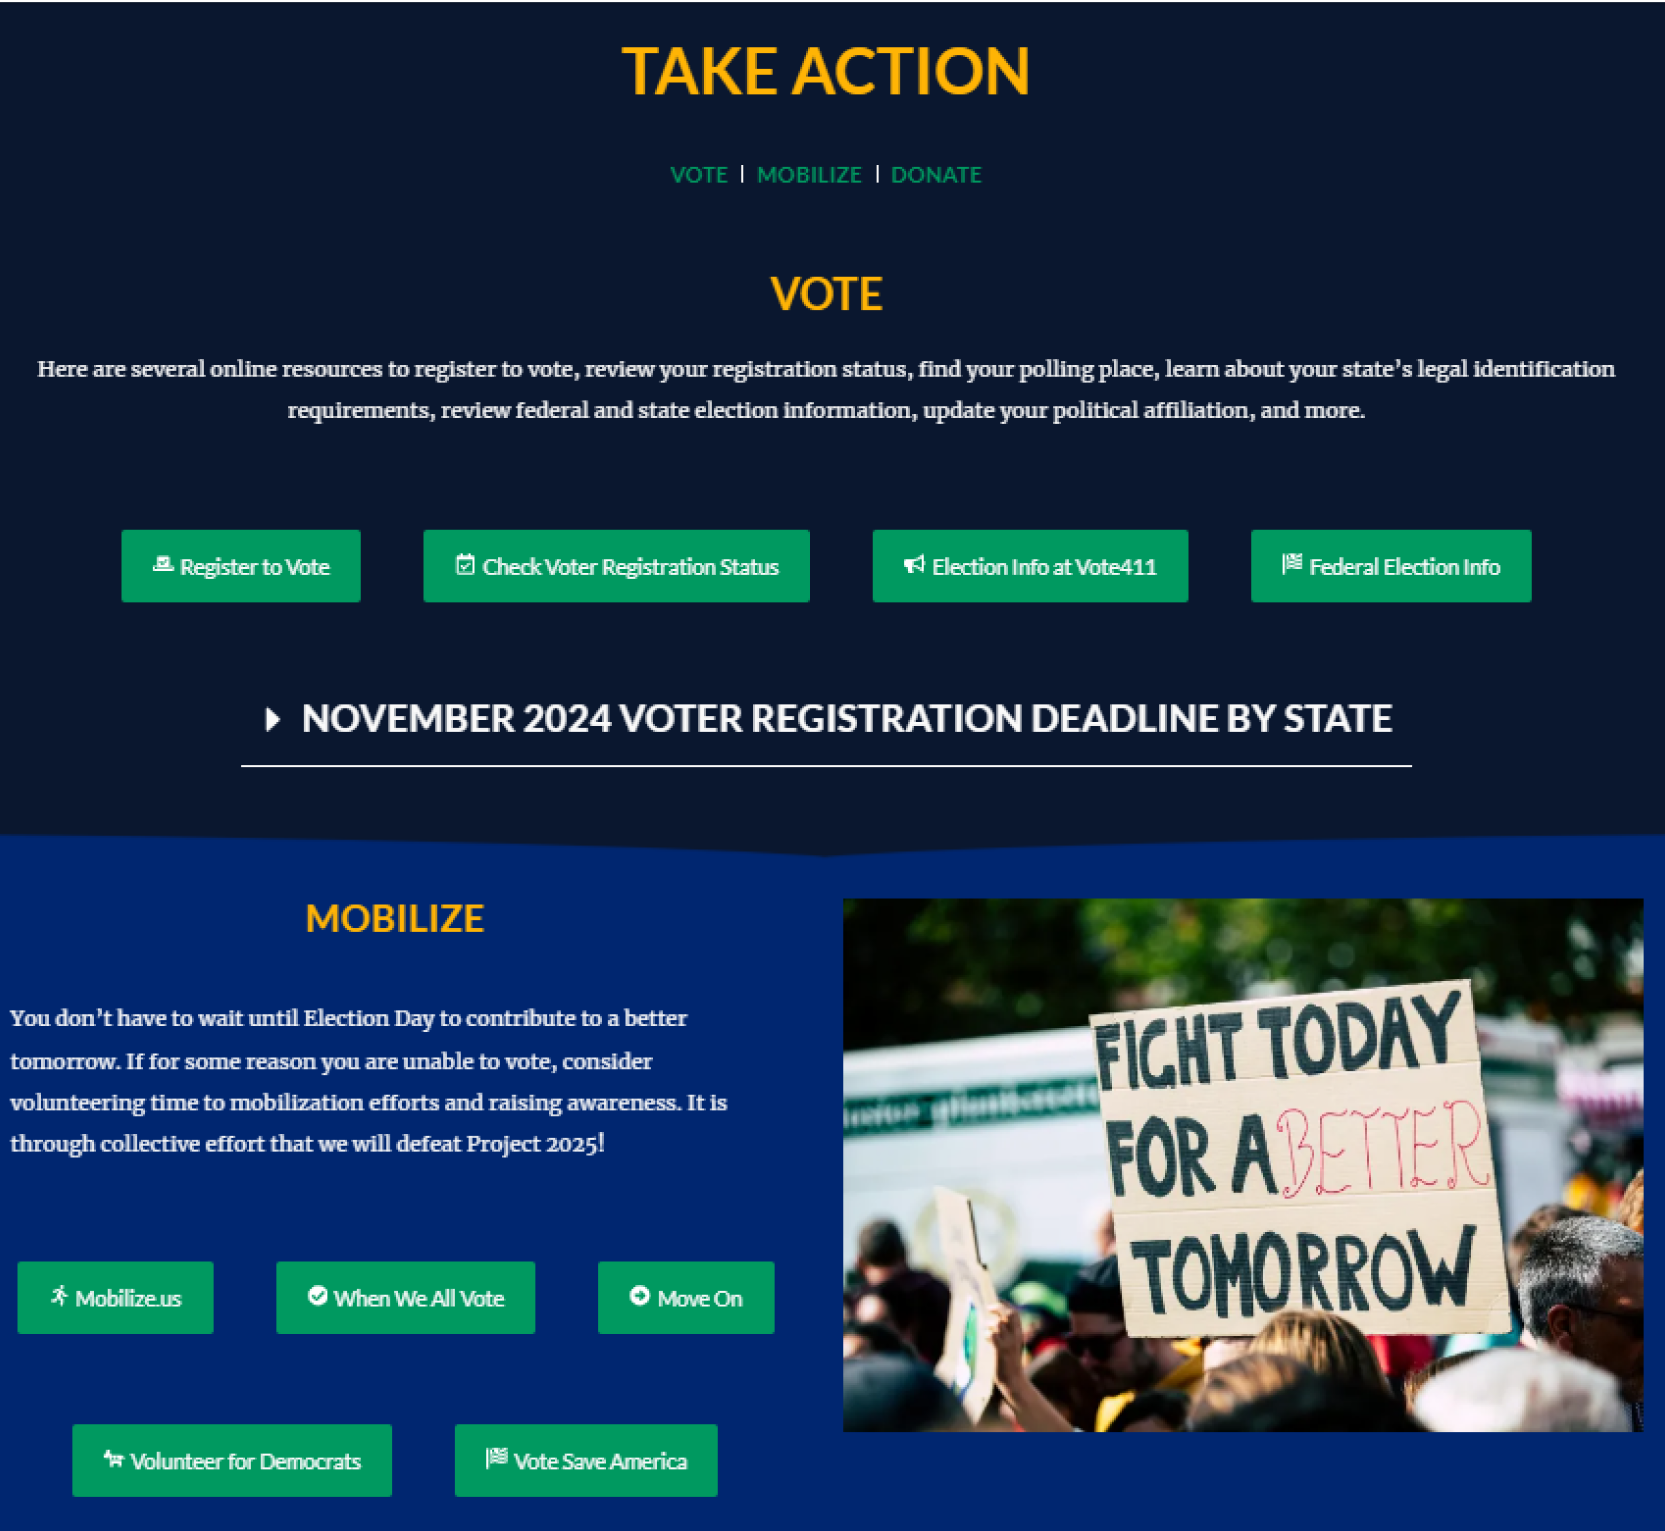 TAKE ACTION
VOTE | MOBILIZE | DONATE
VOTE
Here are several online resources to register to vote, review your registration status, find your polling place, learn about your state’s legal identification
requirements, review federal and state election information, update your political affiliation, and more.
Register to Vote
Check Voter Registration Status
Election Info at Vote411
Federal Election Info
NOVEMBER 2024 VOTER REGISTRATION DEADLINE BY STATE
MOBILIZE
You don’t have to wait until Election Day to contribute to a better
tomorrow. If for some reason you are unable to vote, consider
volunteering time to mobilization efforts and raising awareness. It is
through collective effort that we will defeat Project 2025!
Mobilize.us
When We All Vote
Move On
Volunteer for Democrats
Vote Save America
FIGHT TODAY
FOR A BETTER
TOMORROW